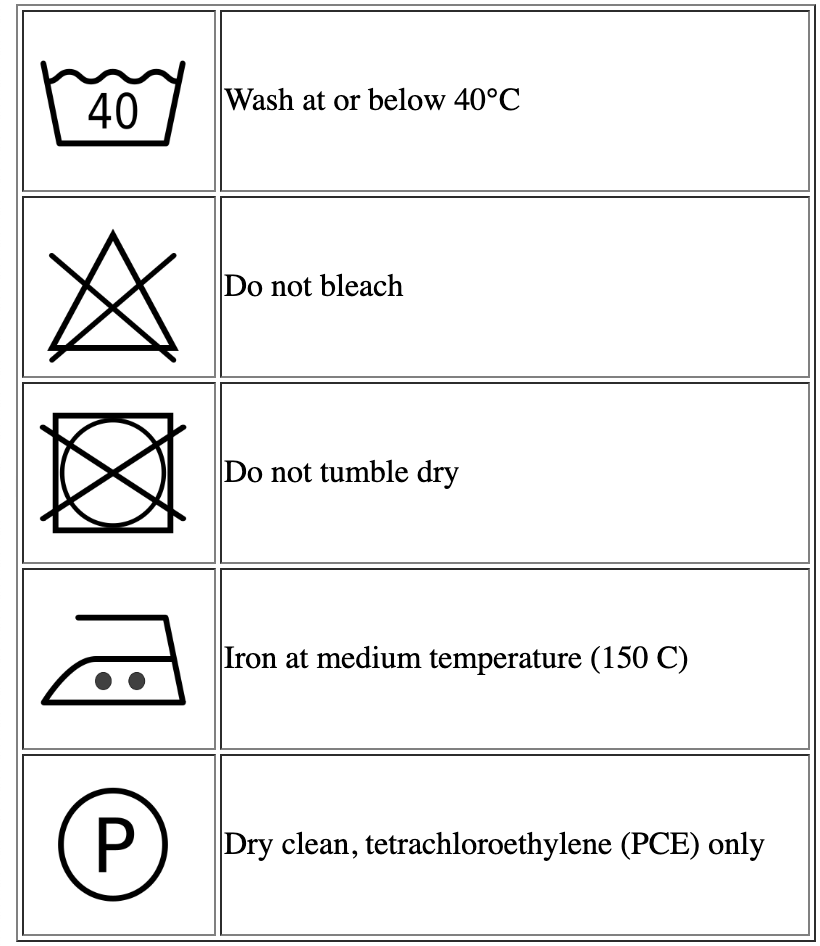 40
Wash at or below 40°C
Do not bleach
Do not tumble dry
Iron at medium temperature (150 C)
P
Dry clean, tetrachloroethylene (PCE) only